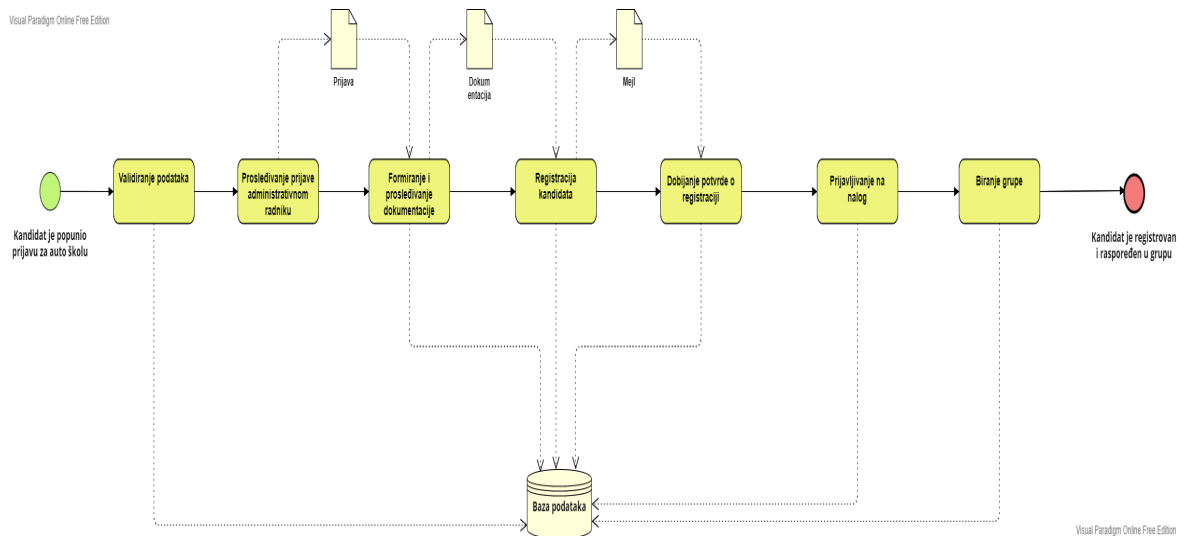 Visual Paradigm Online Free Edition
Prijava
Dokum
entacija
Mejl
Validiranje podataka
Prosleđivanje prijave
administrativnom
radniku
Formiranje i
prosleđivanje
dokumentacije
Registracija
kandidata
Dobijanje potvrde o
registraciji
Prijavljivanje na
nalog
Biranje grupe
Kandidat je popunio
prijavu za auto školu
Kandidat je registrovan
i raspoređen u grupu
Baza podataka
Visual Paradigm Online Free Edition